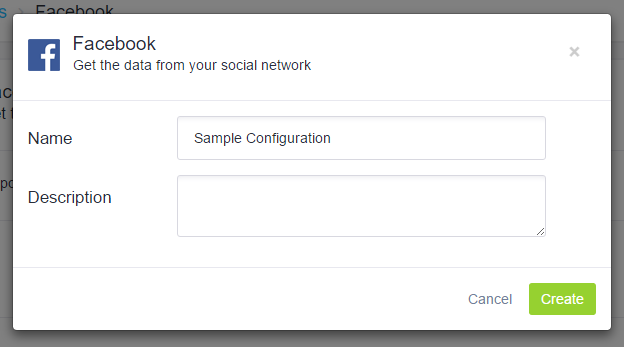 s > Facebook
Facebook
Get the data from your social network
×
Name
Sample Configuration
Description
Cancel
Create